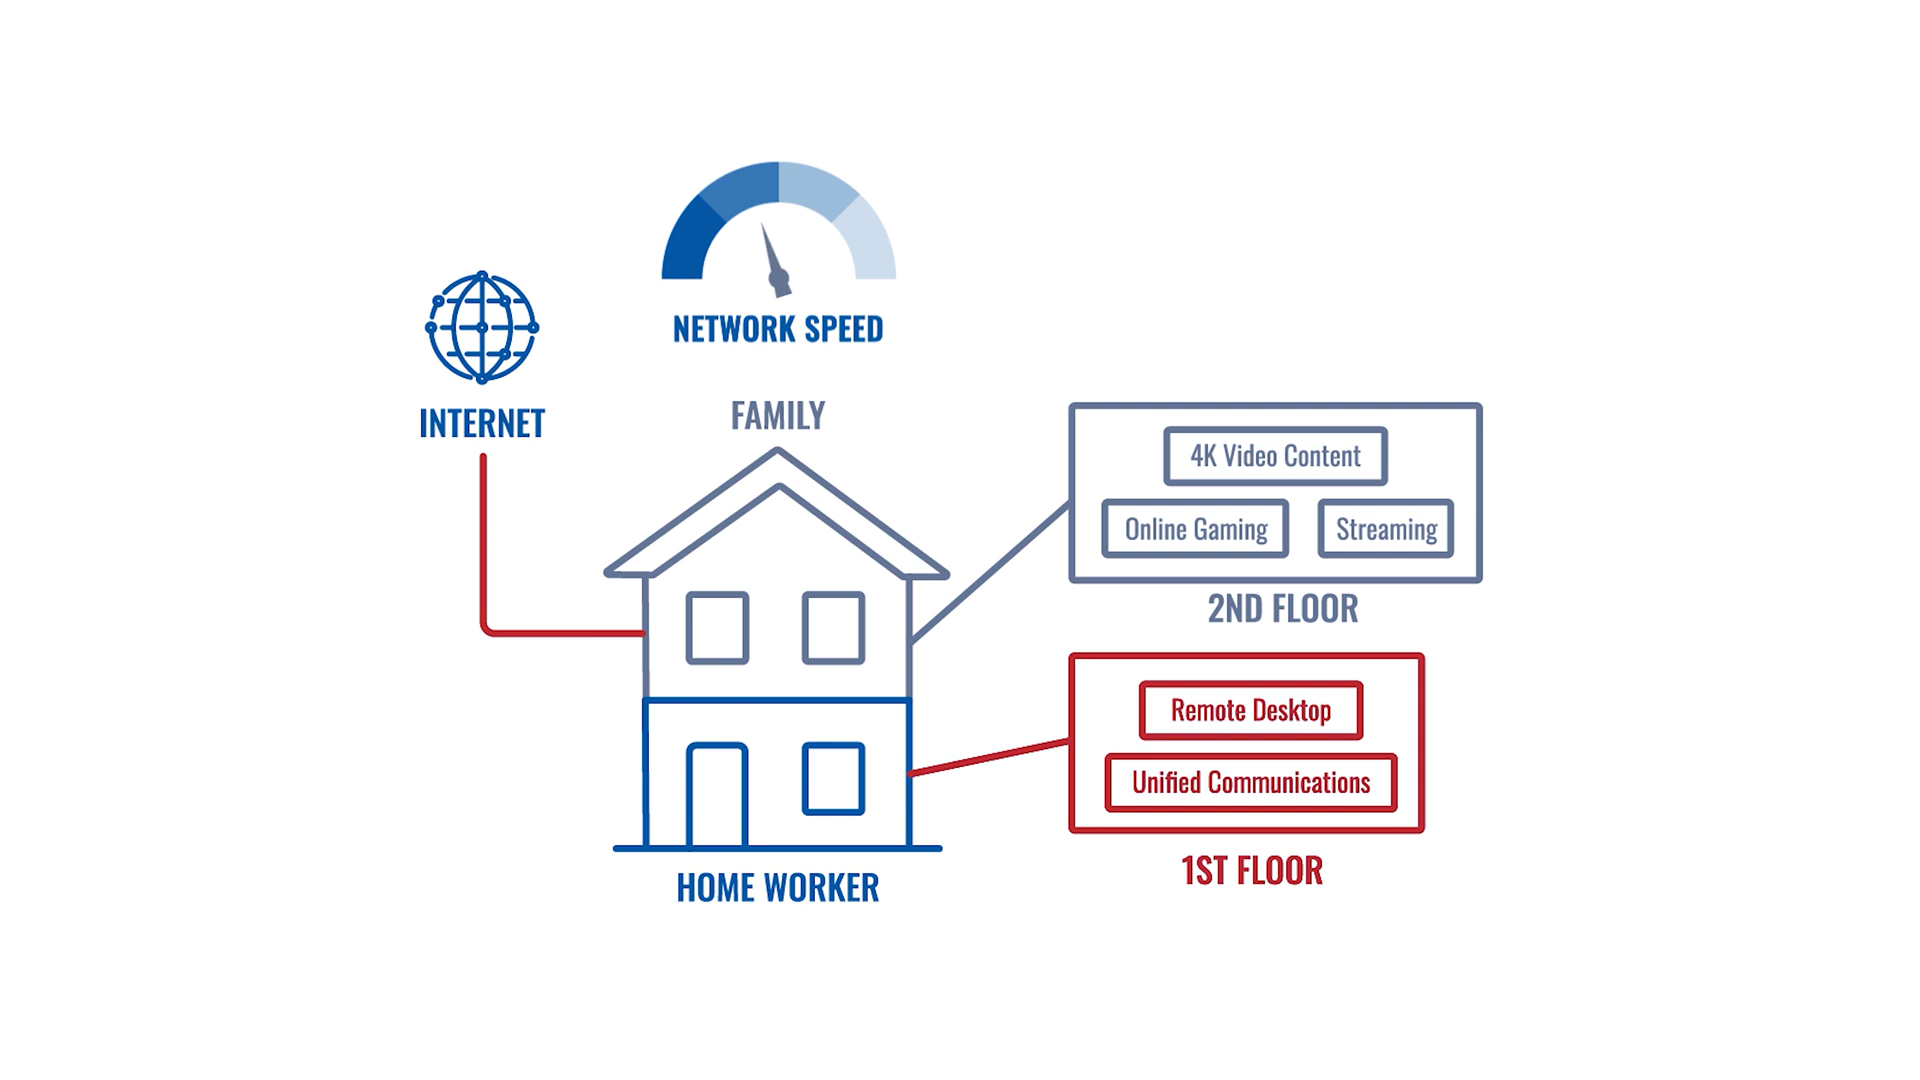 NETWORK SPEED
INTERNET
FAMILY
4K Video Content
Online Gaming
Streaming
2ND FLOOR
Remote Desktop
Unified Communications
1ST FLOOR
HOME WORKER